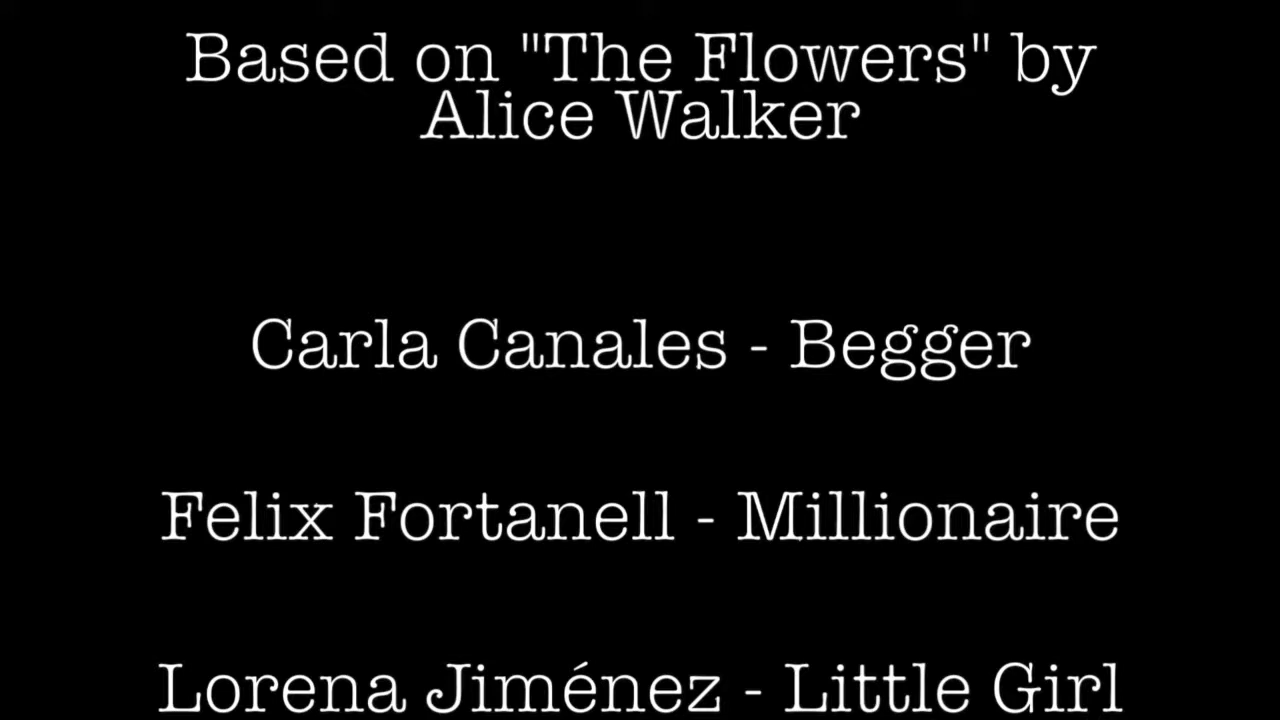 Based on "The Flowers" by
Alice Walker
Carla Canales - Begger
Felix Fortanell - Millionaire
Lorena Jiménez - Little Girl